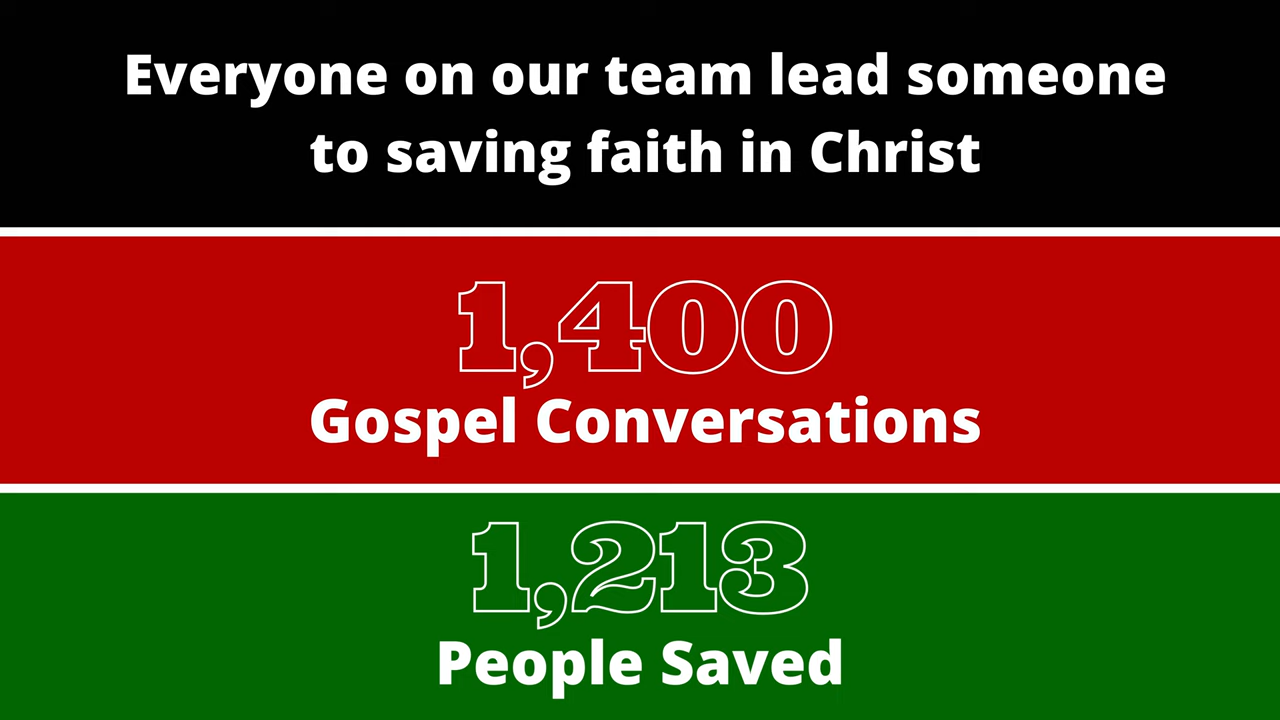 Everyone on our team lead someone
to saving faith in Christ
1,400
Gospel Conversations
1,213
People Saved